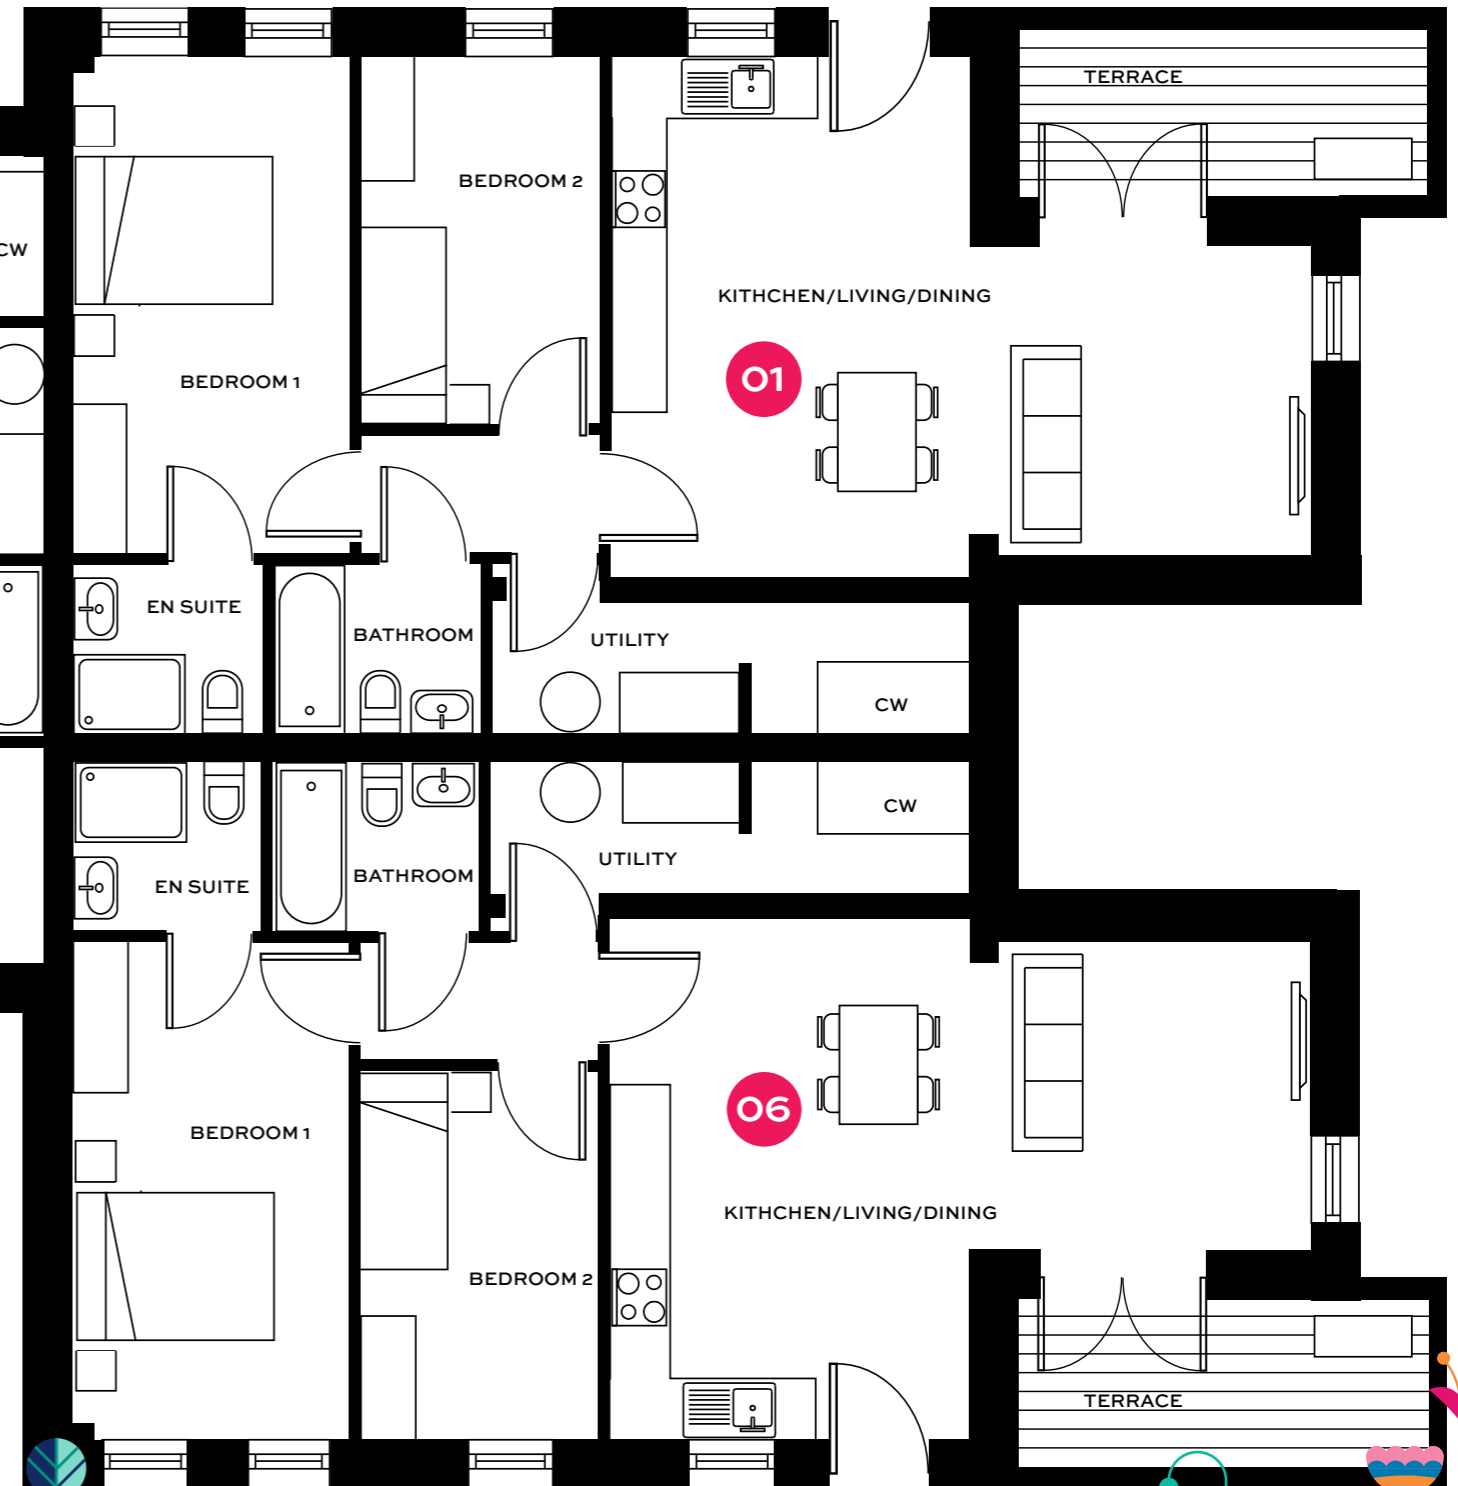 TERRACE
BEDROOM 2
CW
KITHCHEN/LIVING/DINING
01
BEDROOM 1
EN SUITE
BATHROOM
UTILITY
CW
CW
UTILITY
BATHROOM
EN SUITE
06
BEDROOM 1
KITHCHEN/LIVING/DINING
BEDROOM 2
TERRACE